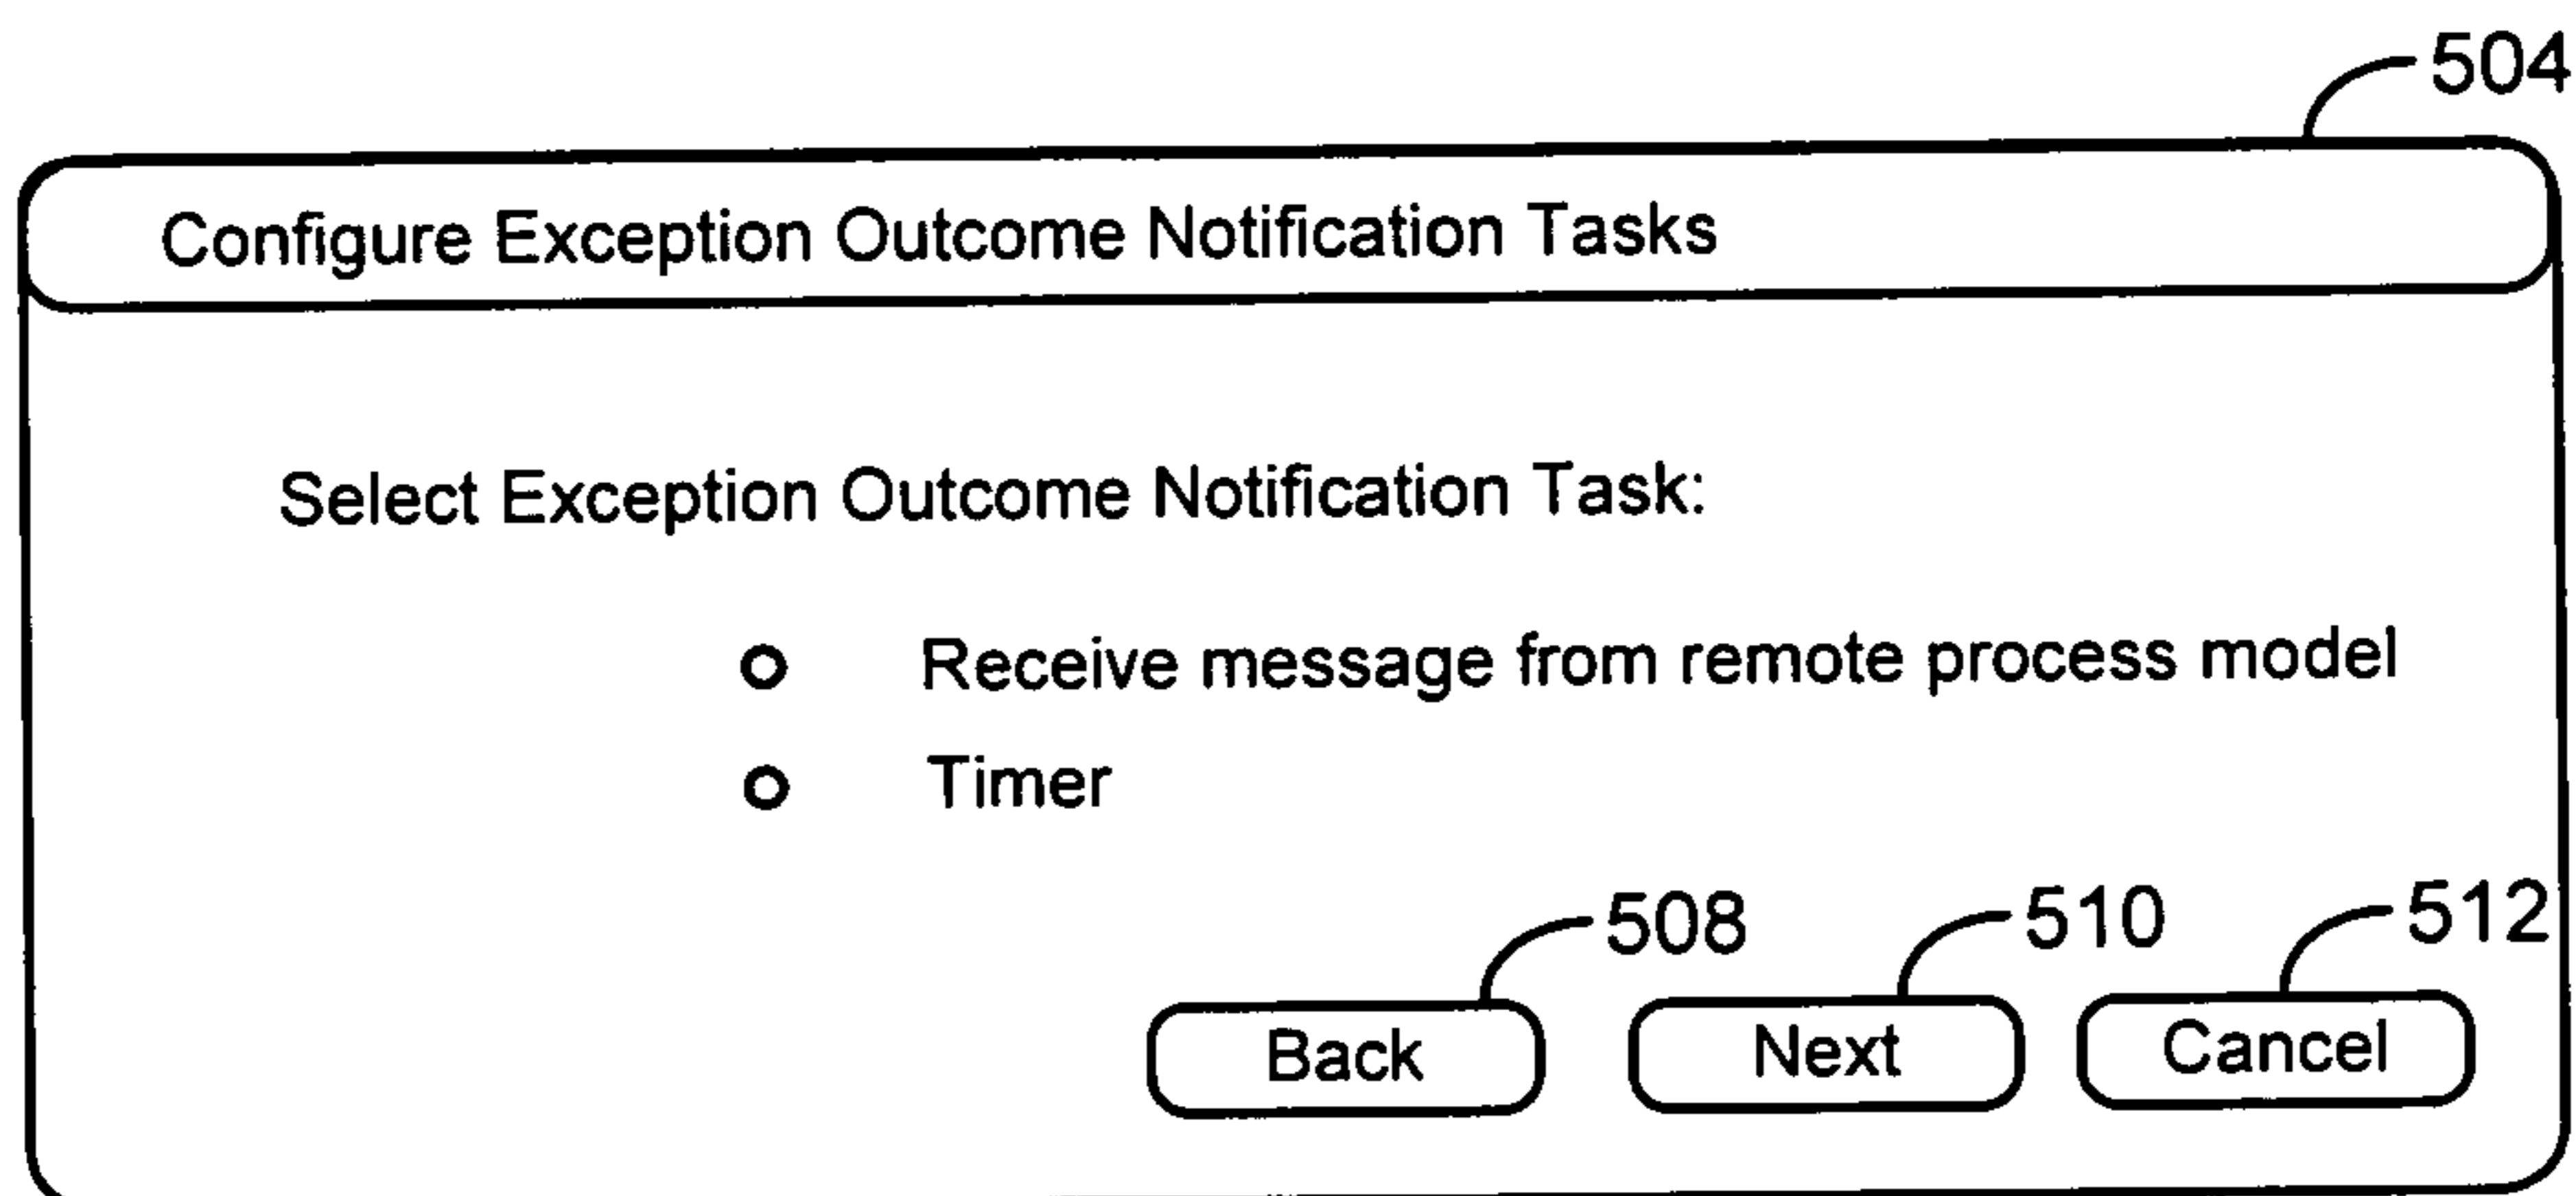 504
Configure Exception Outcome Notification Tasks
Select Exception Outcome Notification Task:
Receive message from remote process model
Timer
508 510 512
Back Next Cancel